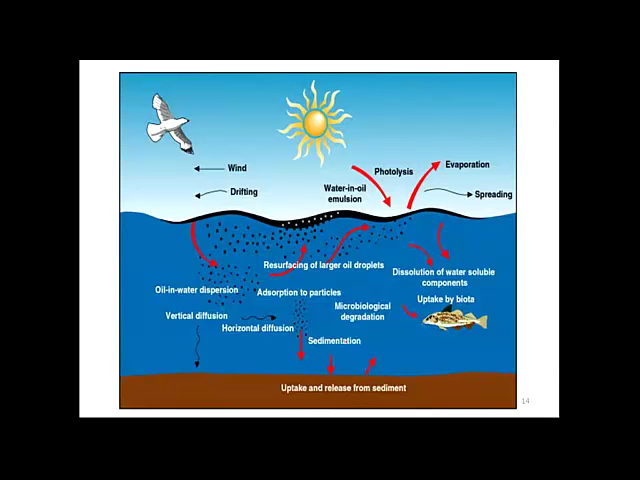 Wind
Drifting
Water-in-oil
emulsion
Photolysis
Evaporation
Spreading
Resurfacing of larger oil droplets
Dissolution of water soluble
components
Oil-in-water dispersion
Adsorption to particles
Uptake by biota
Microbiological
degradation
Vertical diffusion
Horizontal diffusion
Sedimentation
Uptake and release from sediment
14